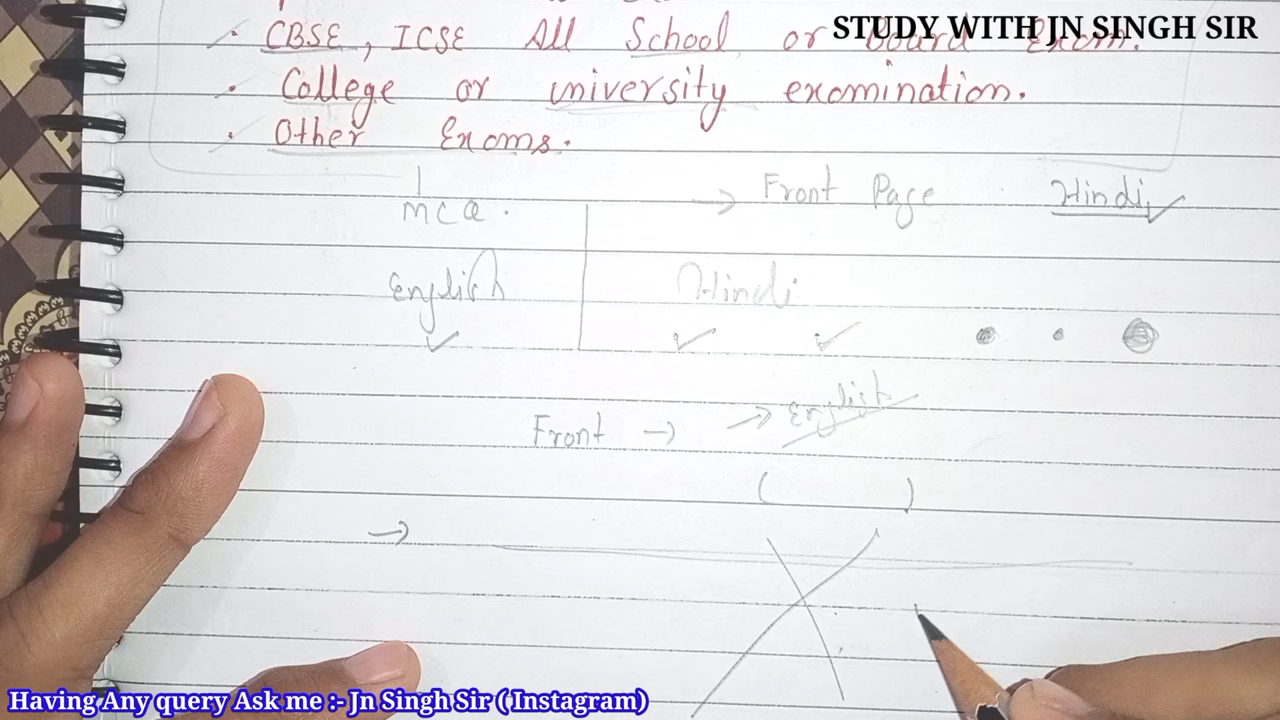 STUDY WITH JN SINGH SIR
CBSE, ICSE All School or Board Exam.
College or university examination.
Other Exams.
MCQ.
→ Front Page Hindi ✓
English Hindi
✓ ✓ ✓
Front → → English
( )
→
Having Any query Ask me :- Jn Singh Sir ( Instagram)